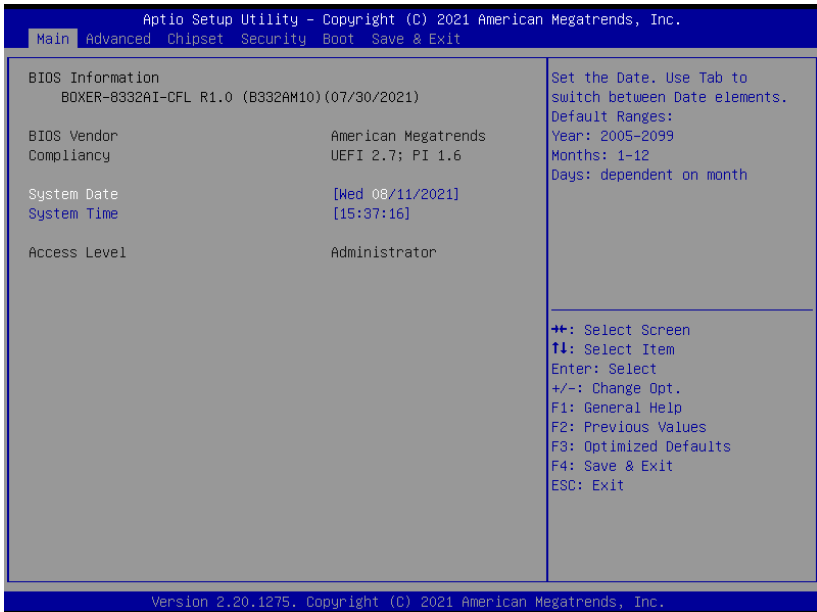 Aptio Setup Utility – Copyright (C) 2021 American Megatrends, Inc.
Main Advanced Chipset Security Boot Save & Exit
BIOS Information
BOXER-8332AI-CFL R1.0 (B332AM10)(07/30/2021)
BIOS Vendor American Megatrends
Compliancy UEFI 2.7; PI 1.6
System Date [Wed 08/11/2021]
System Time [15:37:16]
Access Level Administrator
Set the Date. Use Tab to
switch between Date elements.
Default Ranges:
Year: 2005-2099
Months: 1-12
Days: dependent on month
→←: Select Screen
↑↓: Select Item
Enter: Select
+/-: Change Opt.
F1: General Help
F2: Previous Values
F3: Optimized Defaults
F4: Save & Exit
ESC: Exit
Version 2.20.1275. Copyright (C) 2021 American Megatrends, Inc.